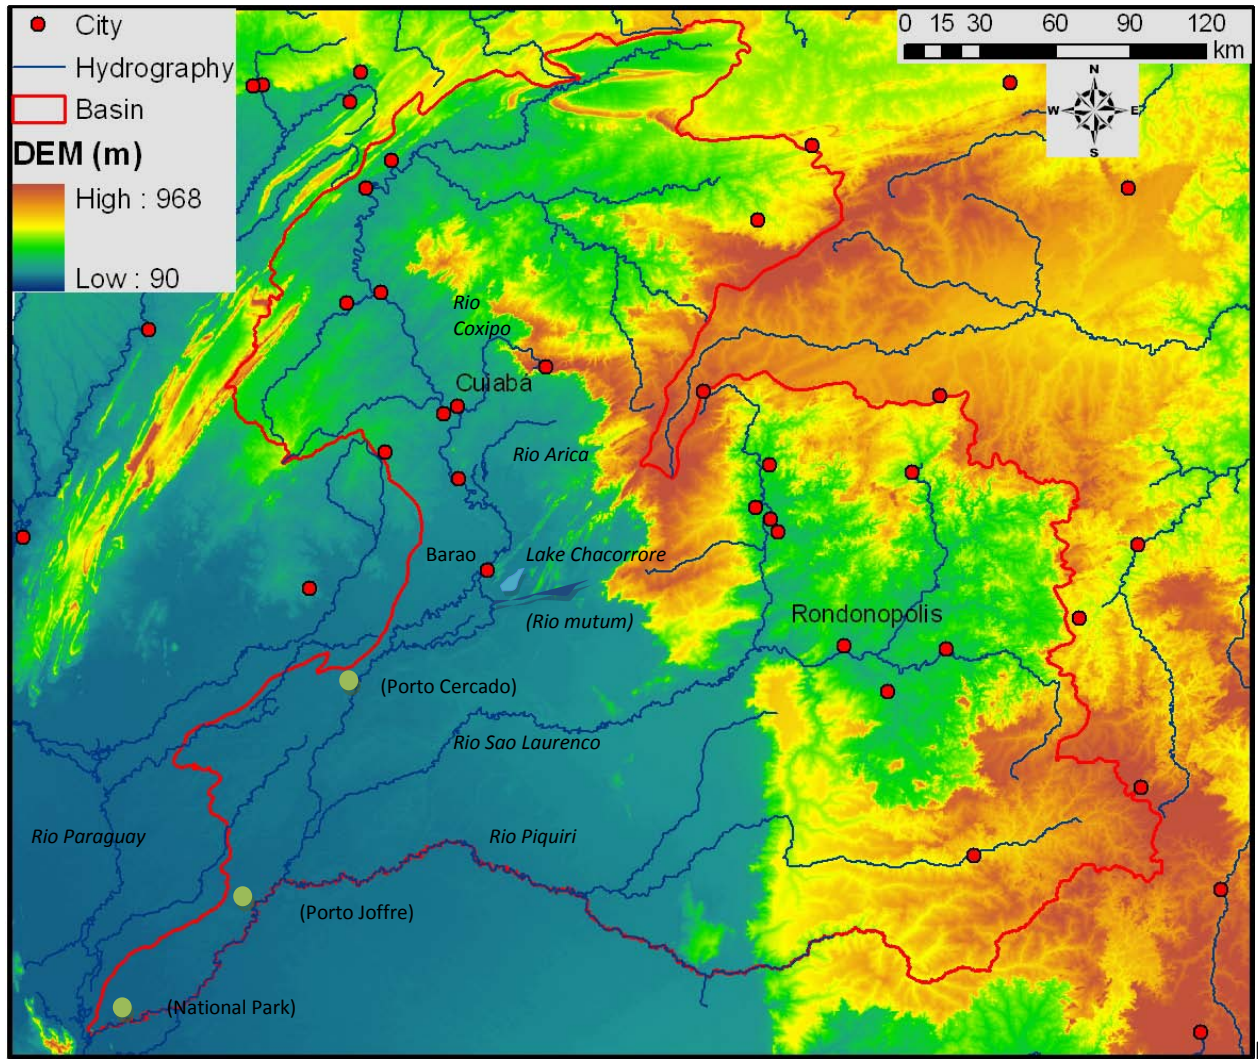 City
Hydrography
Basin
DEM (m)
High : 968
Low : 90
0 15 30 60 90 120
km
N
W E
S
Rio
Coxipo
Cuiaba
Rio Arica
Barao
Lake Chacorrore
(Rio mutum)
Rondonopolis
(Porto Cercado)
Rio Sao Laurenco
Rio Paraguay
Rio Piquiri
(Porto Joffre)
(National Park)